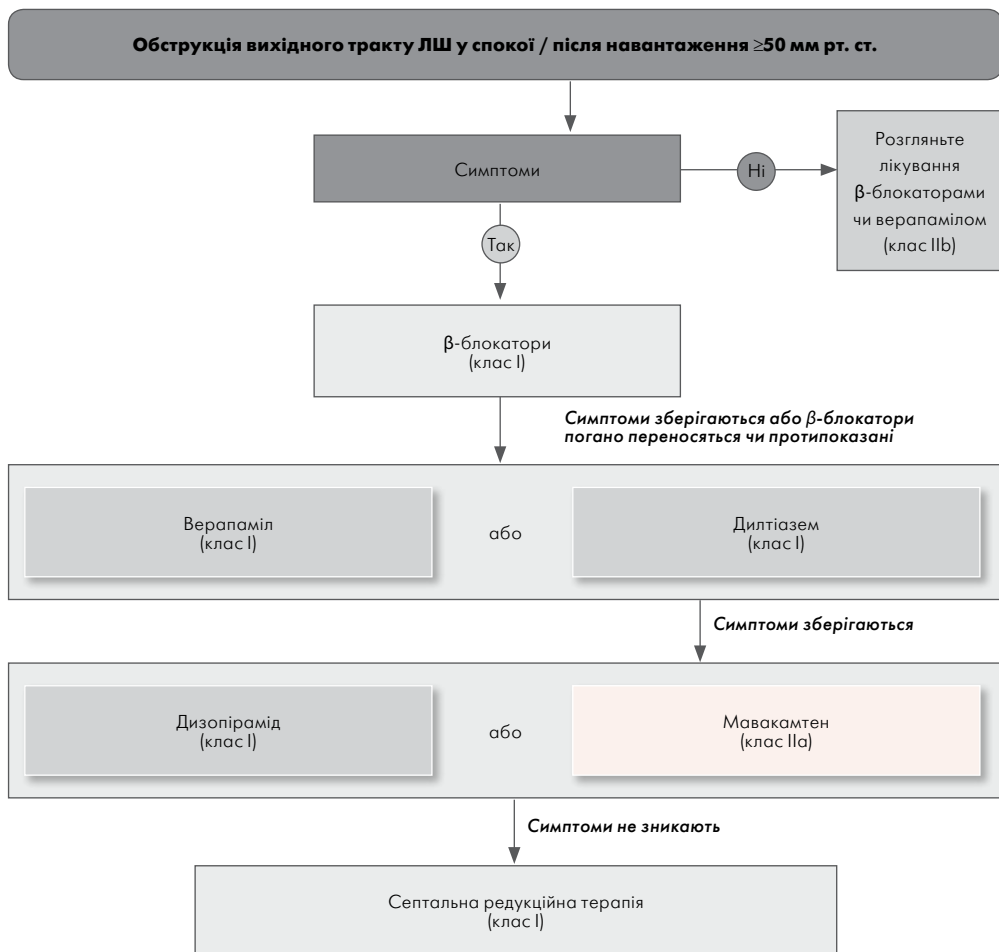 Обструкція вихідного тракту ЛШ у спокої / після навантаження ≥50 мм рт. ст.
Симптоми
Ні
Розгляньте
лікування
β-блокаторами
чи верапамілом
(клас IIb)
Так
β-блокатори
(клас I)
Симптоми зберігаються або β-блокатори
погано переносяться чи протипоказані
Верапаміл
(клас I)
або
Дилтіазем
(клас I)
Симптоми зберігаються
Дизопірамід
(клас I)
або
Мавакамтен
(клас IIa)
Симптоми не зникають
Септальна редукційна терапія
(клас I)